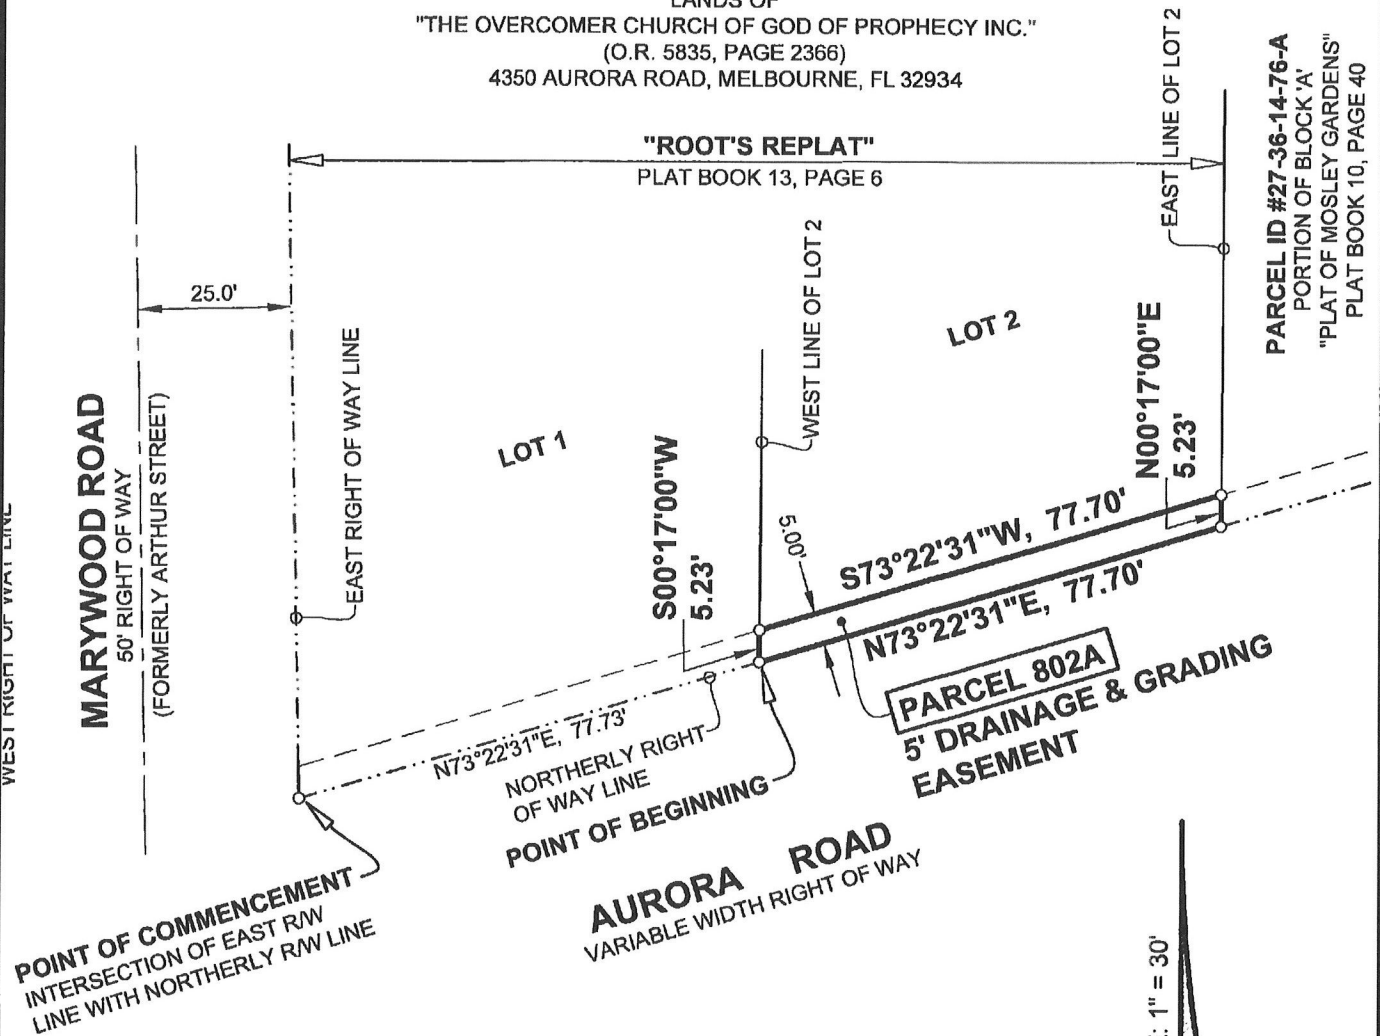 LANDS OF
"THE OVERCOMER CHURCH OF GOD OF PROPHECY INC."
(O.R. 5835, PAGE 2366)
4350 AURORA ROAD, MELBOURNE, FL 32934
"ROOT'S REPLAT"
PLAT BOOK 13, PAGE 6
EAST LINE OF LOT 2
PARCEL ID #27-36-14-76-A
PORTION OF BLOCK 'A'
"PLAT OF MOSLEY GARDENS"
PLAT BOOK 10, PAGE 40
25.0'
WEST LINE OF LOT 2
LOT 2
EAST RIGHT OF WAY LINE
LOT 1
MARYWOOD ROAD
50' RIGHT OF WAY
(FORMERLY ARTHUR STREET)
WEST RIGHT OF WAY LINE
S00°17'00"W
5.23'
N00°17'00"E
5.23'
5.00'
S73°22'31"W, 77.70'
N73°22'31"E, 77.70'
PARCEL 802A
5' DRAINAGE & GRADING
EASEMENT
N73°22'31"E, 77.73'
NORTHERLY RIGHT
OF WAY LINE
POINT OF BEGINNING
AURORA ROAD
VARIABLE WIDTH RIGHT OF WAY
POINT OF COMMENCEMENT
INTERSECTION OF EAST R/W
LINE WITH NORTHERLY R/W LINE
: 1" = 30'